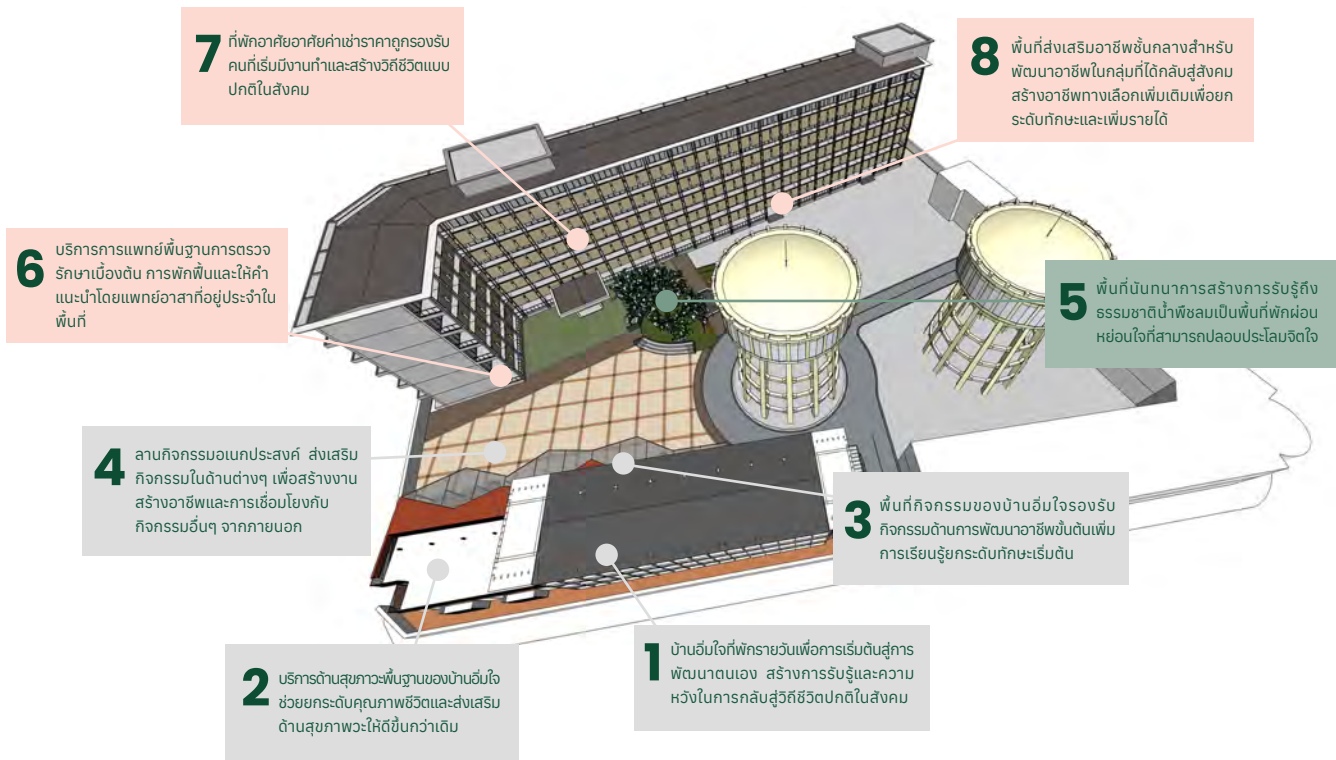 7
ที่พักอาศัยอาศัยค่าเช่าราคาถูกรองรับ
คนที่เริ่มมีงานทำและสร้างวิถีชีวิตแบบ
ปกติในสังคม
8
พื้นที่ส่งเสริมอาชีพชั้นกลางสำหรับ
พัฒนาอาชีพในกลุ่มที่ได้กลับสู่สังคม
สร้างอาชีพทางเลือกเพิ่มเติมเพื่อยก
ระดับทักษะและเพิ่มรายได้
6
บริการการแพทย์พื้นฐานการตรวจ
รักษาเบื้องต้น การพักฟื้นและให้คำ
แนะนำโดยแพทย์อาสาที่อยู่ประจำใน
พื้นที่
5
พื้นที่นันทนาการสร้างการรับรู้ถึง
ธรรมชาติน้ำพืชลมเป็นพื้นที่พักผ่อน
หย่อนใจที่สามารถปลอบประโลมจิตใจ
4
ลานกิจกรรมอเนกประสงค์ ส่งเสริม
กิจกรรมในด้านต่างๆ เพื่อสร้างงาน
สร้างอาชีพและการเชื่อมโยงกับ
กิจกรรมอื่นๆ จากภายนอก
3
พื้นที่กิจกรรมของบ้านอิ่มใจรองรับ
กิจกรรมด้านการพัฒนาอาชีพขั้นต้นเพิ่ม
การเรียนรู้ยกระดับทักษะเริ่มต้น
1
บ้านอิ่มใจที่พักรายวันเพื่อการเริ่มต้นสู่การ
พัฒนาตนเอง สร้างการรับรู้และความ
หวังในการกลับสู่วิถีชีวิตปกติในสังคม
2
บริการด้านสุขภาวะพื้นฐานของบ้านอิ่มใจ
ช่วยยกระดับคุณภาพชีวิตและส่งเสริม
ด้านสุขภาพวะให้ดีขึ้นกว่าเดิม